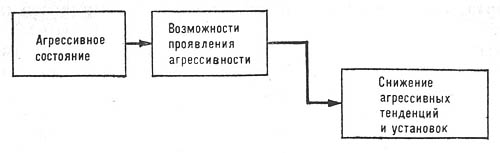 Агрессивное
состояние
Возможности
проявления
агрессивности
Снижение
агрессивных
тенденций
и установок